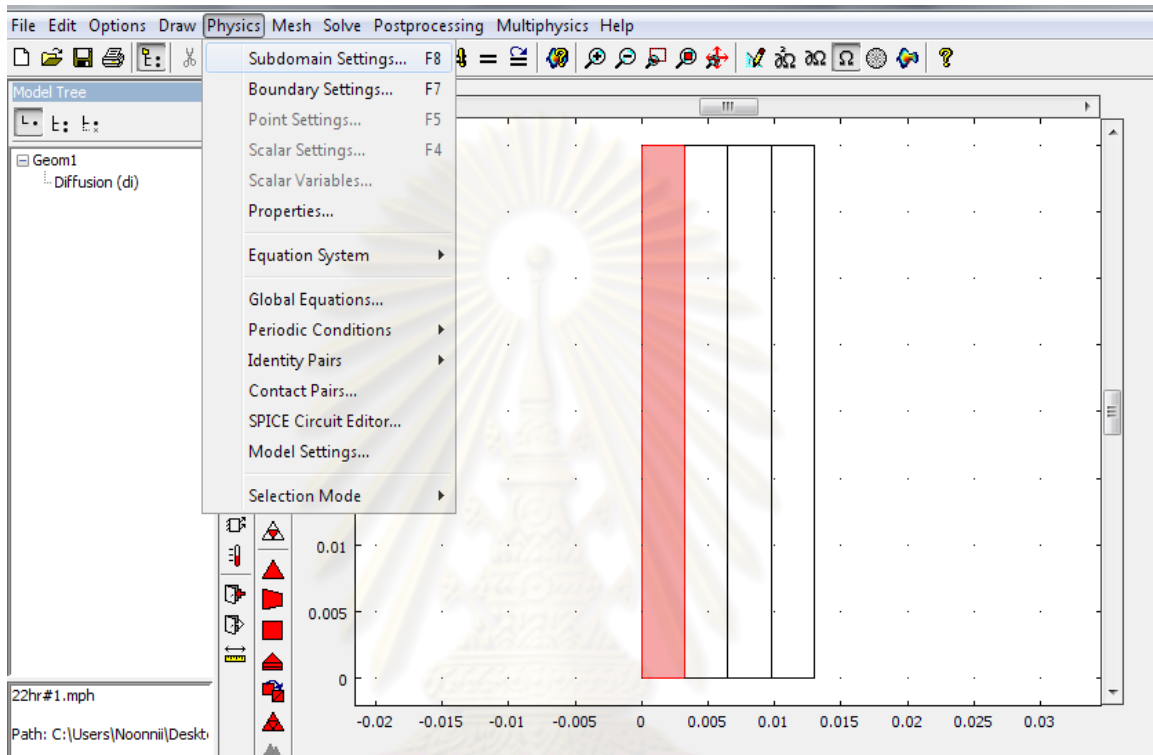 File Edit Options Draw Physics Mesh Solve Postprocessing Multiphysics Help
Model Tree
Geom1
Diffusion (di)
Subdomain Settings... F8
Boundary Settings... F7
Point Settings... F5
Scalar Settings... F4
Scalar Variables...
Properties...
Equation System
Global Equations...
Periodic Conditions
Identity Pairs
Contact Pairs...
SPICE Circuit Editor...
Model Settings...
Selection Mode
0.01
0.005
0
-0.02 -0.015 -0.01 -0.005 0 0.005 0.01 0.015 0.02 0.025 0.03
22hr#1.mph
Path: C:\Users\Noonnii\Deskt